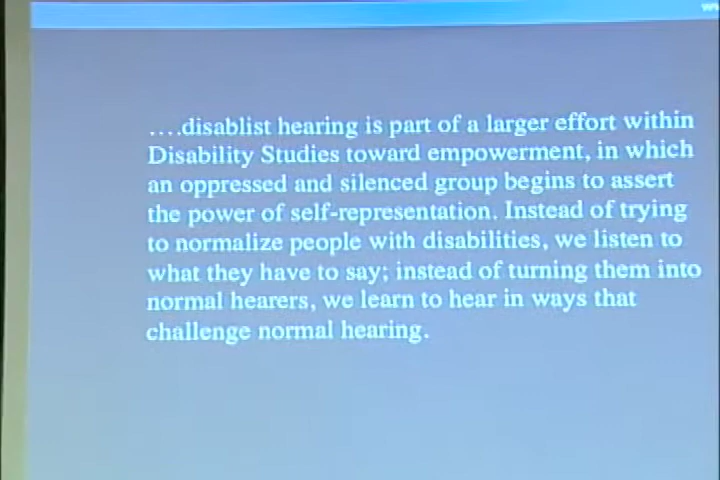 ....disablist hearing is part of a larger effort within
Disability Studies toward empowerment, in which
an oppressed and silenced group begins to assert
the power of self-representation. Instead of trying
to normalize people with disabilities, we listen to
what they have to say; instead of turning them into
normal hearers, we learn to hear in ways that
challenge normal hearing.